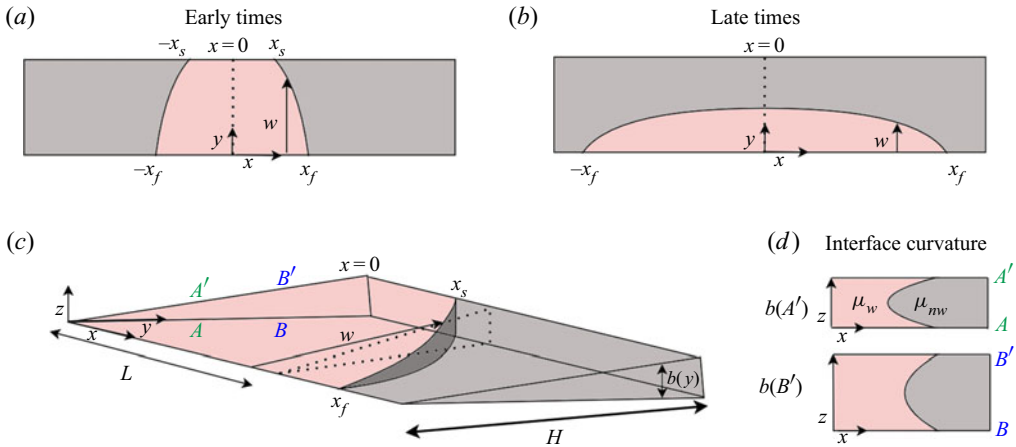 (a) Early times
−x_s x = 0 x_s
w
y
x
−x_f x_f
(b) Late times
x = 0
y w
x
−x_f x_f
(c)
x = 0
B′
A′
x_s
z
y
x
A
B
w
L
x_f
b(y)
H
(d) Interface curvature
A′
b(A′) μ_w μ_nw
z
x
A
B′
b(B′)
z
x
B